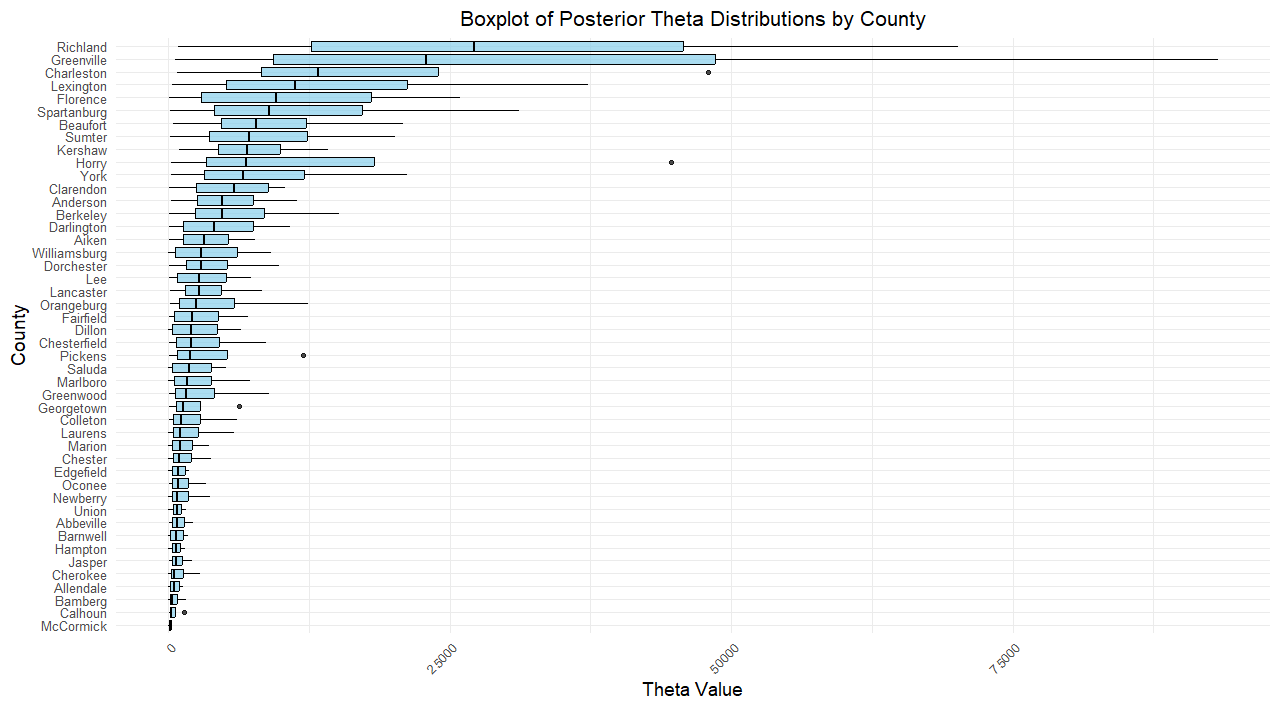 Boxplot of Posterior Theta Distributions by County
Richland
Greenville
Charleston
Lexington
Florence
Spartanburg
Beaufort
Sumter
Kershaw
Horry
York
Clarendon
Anderson
Berkeley
Darlington
Aiken
Williamsburg
Dorchester
Lee
Lancaster
Orangeburg
Fairfield
Dillon
Chesterfield
Pickens
Saluda
Marlboro
Greenwood
Georgetown
Colleton
Laurens
Marion
Chester
Edgefield
Oconee
Newberry
Union
Abbeville
Barnwell
Hampton
Jasper
Cherokee
Allendale
Bamberg
Calhoun
McCormick
County
0
25000
50000
75000
Theta Value